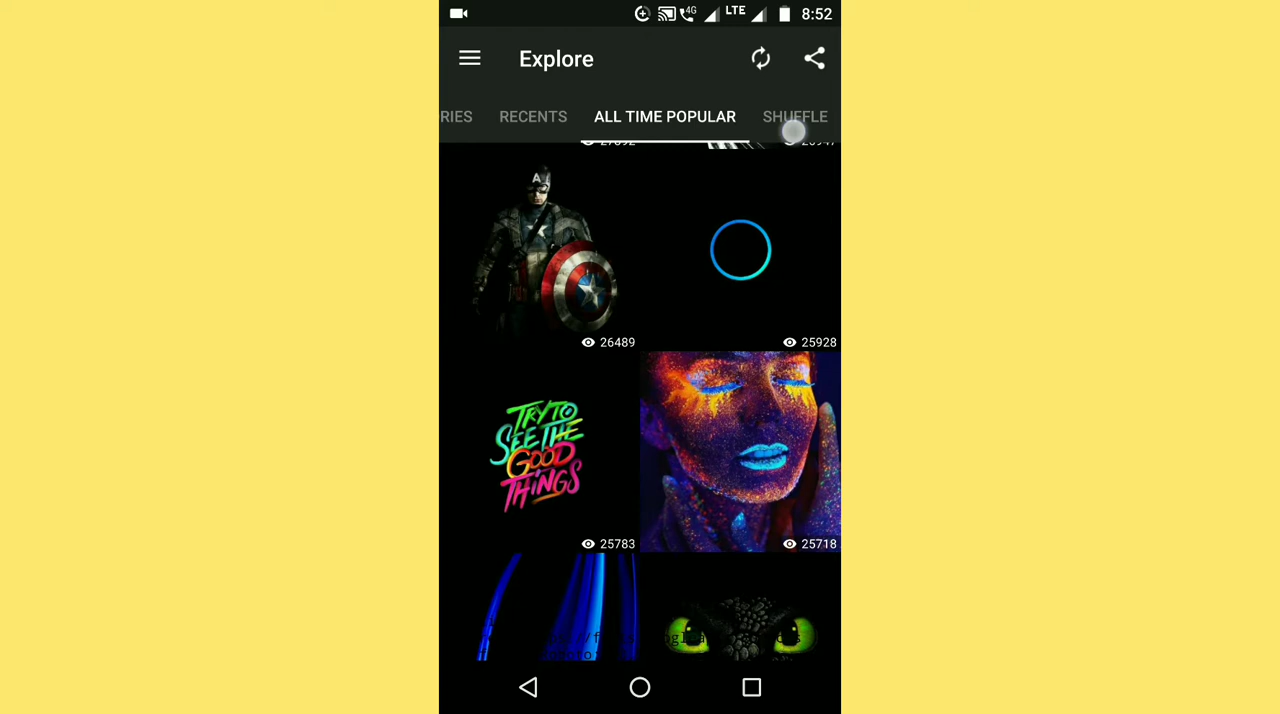 4G LTE 8:52
Explore
RIES RECENTS ALL TIME POPULAR SHUFFLE
A
26489 25928
TRY TO
SEE THE
GOOD
THINGS
25783 25718